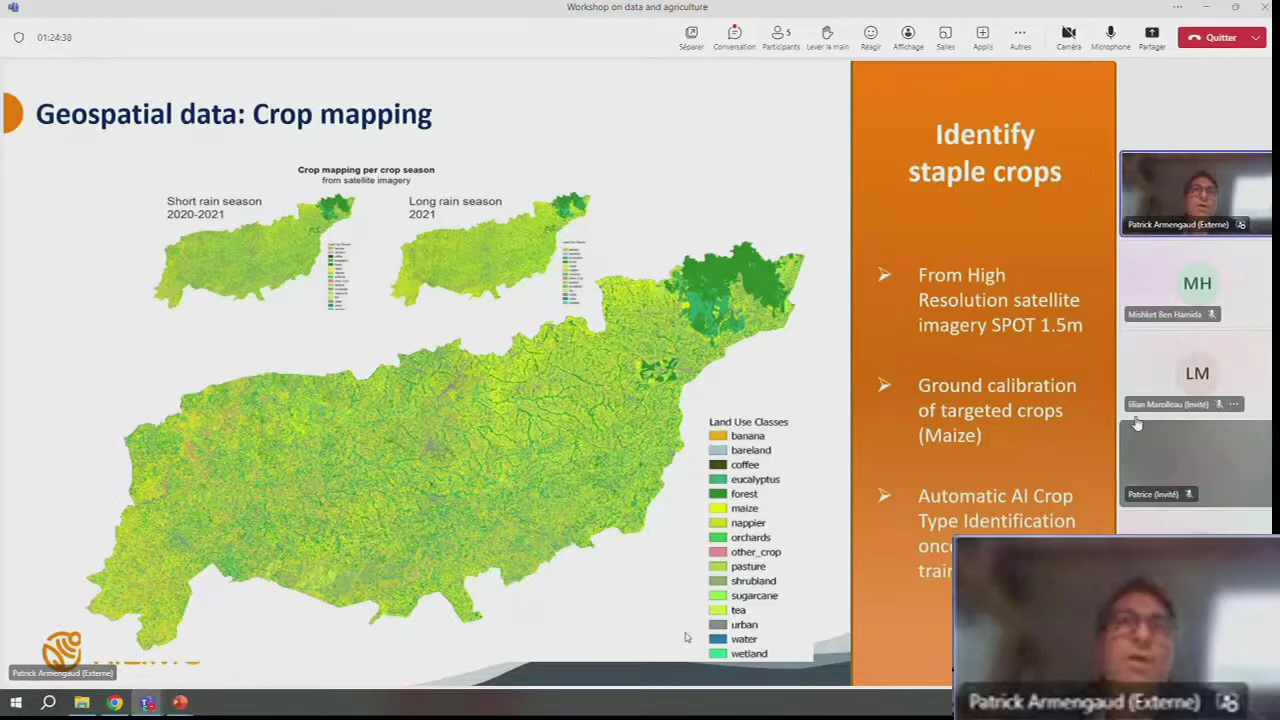 Workshop on data and agriculture
01:24:38
Séparer
Conversation
5
Participants
Lever la main
Réagir
Affichage
Salles
Applis
Autres
Caméra
Microphone
Partager
Quitter
Geospatial data: Crop mapping
Crop mapping per crop season
from satellite imagery
Short rain season
2020-2021
Long rain season
2021
Land Use Classes
banana
bareland
coffee
eucalyptus
forest
maize
nappier
orchards
other_crop
pasture
shrubland
sugarcane
tea
urban
water
wetland
Identify
staple crops
From High
Resolution satellite
imagery SPOT 1.5m
Ground calibration
of targeted crops
(Maize)
Automatic AI Crop
Type Identification
Patrick Armengaud (Externe)
MH
Mishket Ben Hamida
LM
lilian Marolleau (Invité)
Patrice (Invité)
Patrick Armengaud (Externe)
Patrick Armengaud (Externe)